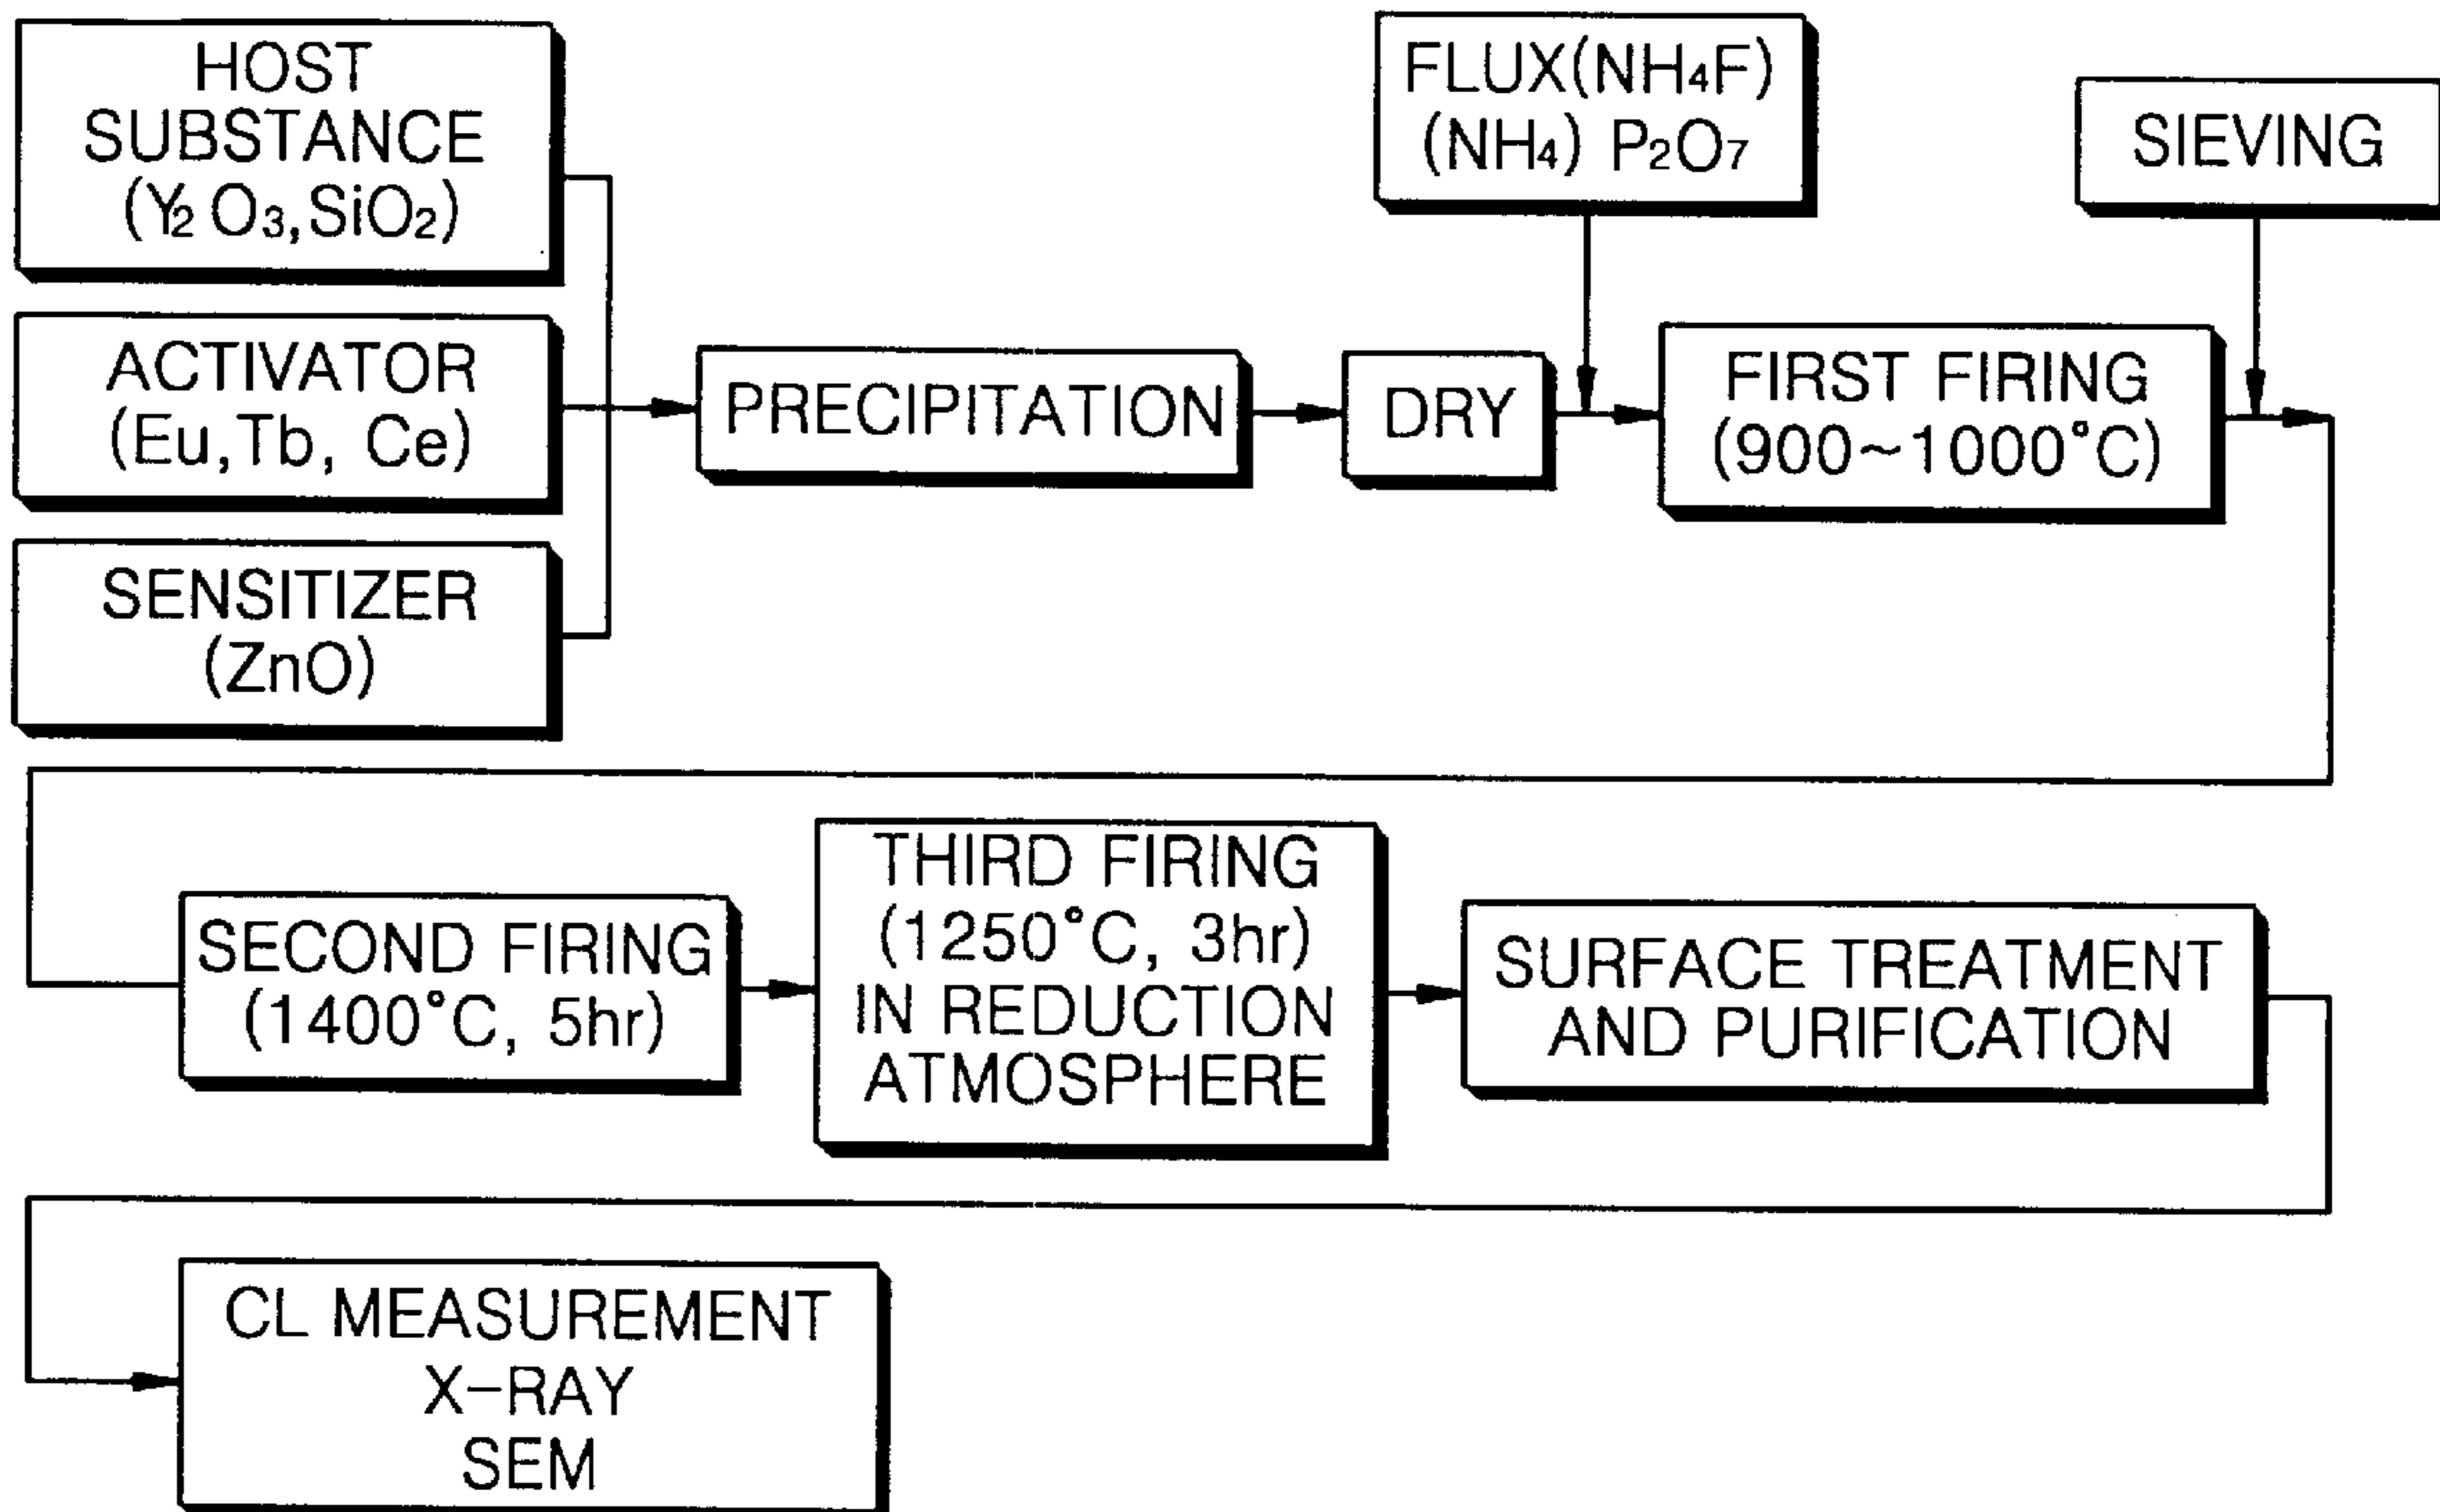 HOST
SUBSTANCE
(Y₂O₃,SiO₂)
ACTIVATOR
(Eu,Tb, Ce)
SENSITIZER
(ZnO)
PRECIPITATION
DRY
FLUX(NH₄F)
(NH₄) P₂O₇
FIRST FIRING
(900~1000°C)
SIEVING
SECOND FIRING
(1400°C, 5hr)
THIRD FIRING
(1250°C, 3hr)
IN REDUCTION
ATMOSPHERE
SURFACE TREATMENT
AND PURIFICATION
CL MEASUREMENT
X-RAY
SEM